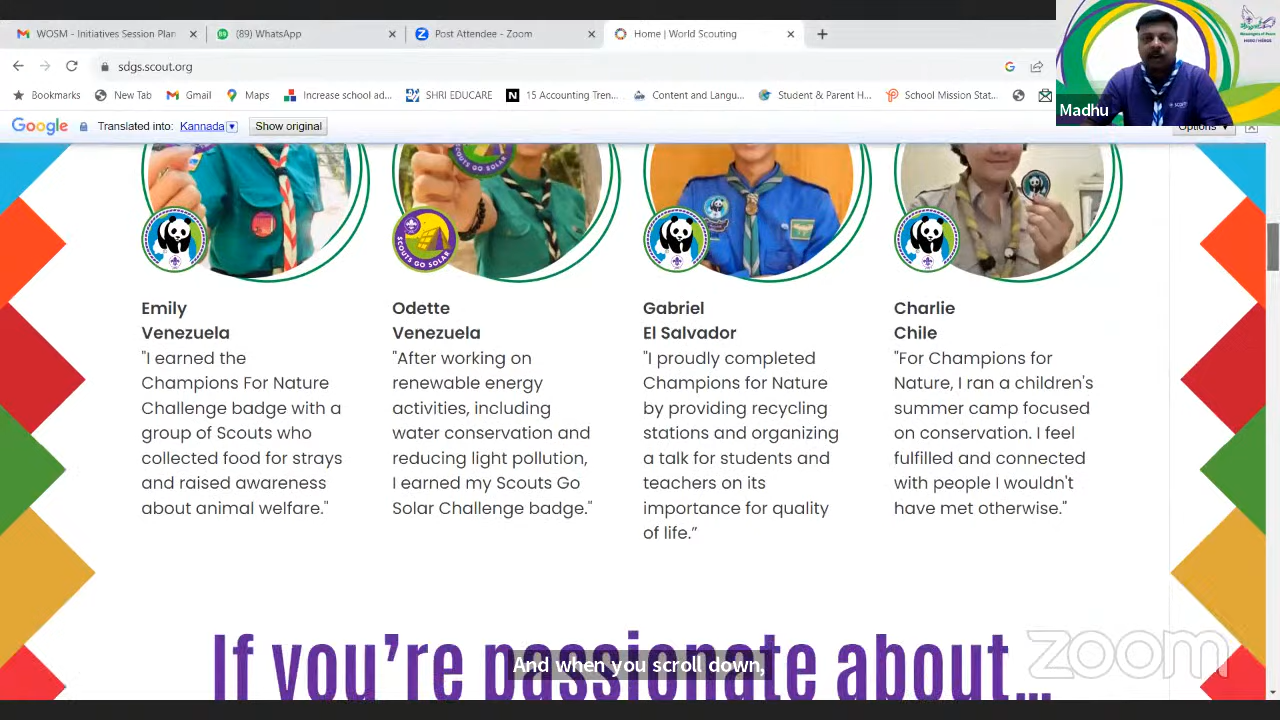 WOSM - Initiatives Session Plan
(89) WhatsApp
Post Attendee - Zoom
Home | World Scouting
sdgs.scout.org
Bookmarks
New Tab
Gmail
Maps
Increase school ad...
SHRI EDUCARE
15 Accounting Tren...
Content and Langu...
Student & Parent H...
School Mission Stat...
Madhu
Google
Translated into: Kannada
Show original
Options
SCOUTS GO SOLAR
Emily
Venezuela
"I earned the
Champions For Nature
Challenge badge with a
group of Scouts who
collected food for strays
and raised awareness
about animal welfare."
Odette
Venezuela
"After working on
renewable energy
activities, including
water conservation and
reducing light pollution,
I earned my Scouts Go
Solar Challenge badge."
Gabriel
El Salvador
"I proudly completed
Champions for Nature
by providing recycling
stations and organizing
a talk for students and
teachers on its
importance for quality
of life.”
Charlie
Chile
"For Champions for
Nature, I ran a children's
summer camp focused
on conservation. I feel
fulfilled and connected
with people I wouldn't
have met otherwise."
If you’re passionate about...
And when you scroll down,
zoom